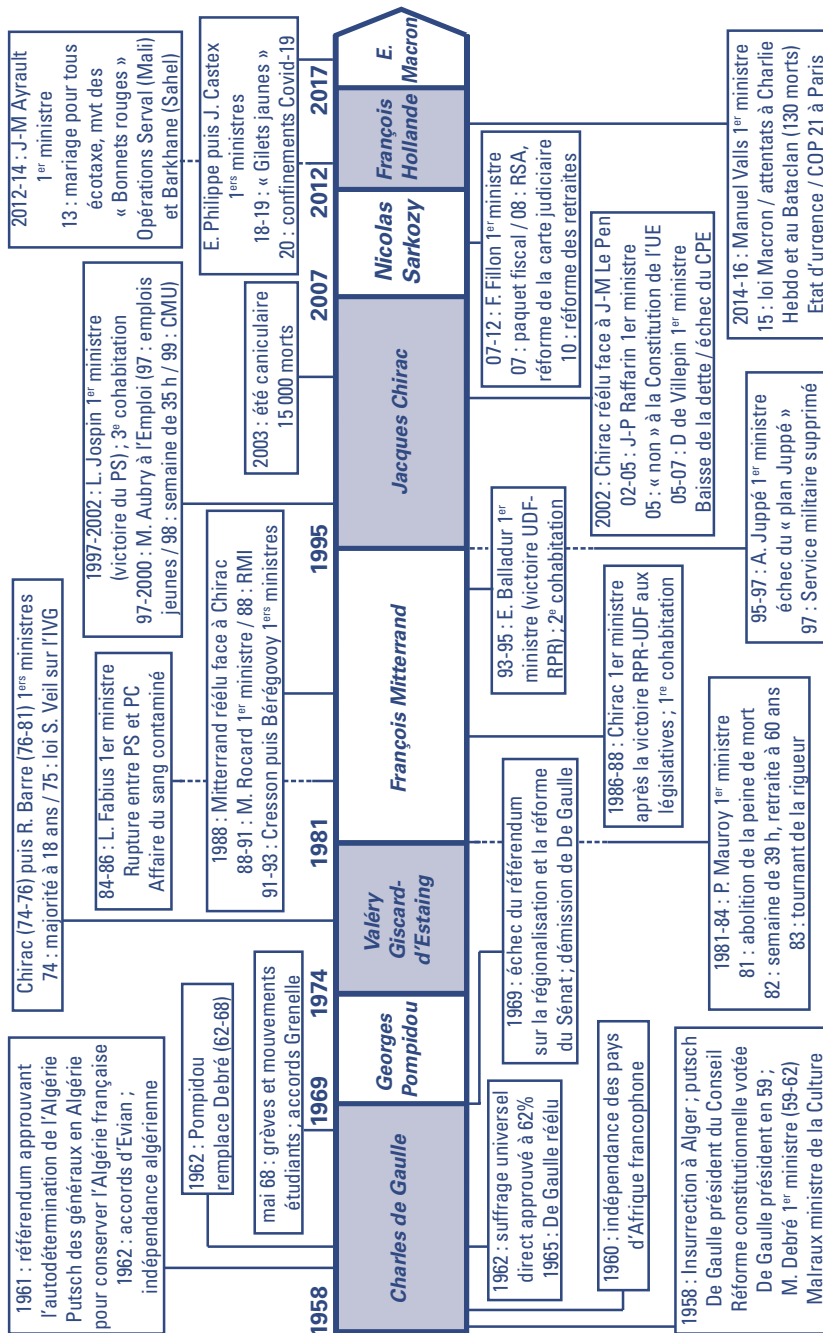 1961 : référendum approuvant
l'autodétermination de l'Algérie
Putsch des généraux en Algérie
pour conserver l'Algérie française
1962 : accords d'Evian ;
indépendance algérienne
1962 : Pompidou
remplace Debré (62-68)
mai 68 : grèves et mouvements
étudiants ; accords Grenelle
Chirac (74-76) puis R. Barre (76-81) 1ers ministres
74 : majorité à 18 ans / 75 : loi S. Veil sur l'IVG
84-86 : L. Fabius 1er ministre
Rupture entre PS et PC
Affaire du sang contaminé
1988 : Mitterrand réélu face à Chirac
88-91 : M. Rocard 1er ministre / 88 : RMI
91-93 : Cresson puis Bérégovoy 1ers ministres
1997-2002 : L. Jospin 1er ministre
(victoire du PS) ; 3e cohabitation
97-2000 : M. Aubry à l'Emploi (97 : emplois
jeunes / 98 : semaine de 35 h / 99 : CMU)
2003 : été caniculaire
15 000 morts
2012-14 : J-M Ayrault
1er ministre
13 : mariage pour tous
écotaxe, mvt des
« Bonnets rouges »
Opérations Serval (Mali)
et Barkhane (Sahel)
E. Philippe puis J. Castex
1ers ministres
18-19 : « Gilets jaunes »
20 : confinements Covid-19
1958
1969
1974
1981
1995
2007
2012
2017
Charles de Gaulle
Georges
Pompidou
Valéry
Giscard-
d'Estaing
François Mitterrand
Jacques Chirac
Nicolas
Sarkozy
François
Hollande
E.
Macron
1958 : Insurrection à Alger ; putsch
De Gaulle président du Conseil
Réforme constitutionnelle votée
De Gaulle président en 59 ;
M. Debré 1er ministre (59-62)
Malraux ministre de la Culture
1960 : indépendance des pays
d'Afrique francophone
1962 : suffrage universel
direct approuvé à 62%
1965 : De Gaulle réélu
1969 : échec du référendum
sur la régionalisation et la réforme
du Sénat ; démission de De Gaulle
1981-84 : P. Mauroy 1er ministre
81 : abolition de la peine de mort
82 : semaine de 39 h, retraite à 60 ans
83 : tournant de la rigueur
1986-88 : Chirac 1er ministre
après la victoire RPR-UDF aux
législatives ; 1re cohabitation
93-95 : E. Balladur 1er
ministre (victoire UDF-
RPR) ; 2e cohabitation
95-97 : A. Juppé 1er ministre
échec du « plan Juppé »
97 : Service militaire supprimé
2002 : Chirac réélu face à J-M Le Pen
02-05 : J-P Raffarin 1er ministre
05 : « non » à la Constitution de l'UE
05-07 : D de Villepin 1er ministre
Baisse de la dette / échec du CPE
07-12 : F. Fillon 1er ministre
07 : paquet fiscal / 08 : RSA,
réforme de la carte judiciaire
10 : réforme des retraites
2014-16 : Manuel Valls 1er ministre
15 : loi Macron / attentats à Charlie
Hebdo et au Bataclan (130 morts)
Etat d'urgence / COP 21 à Paris